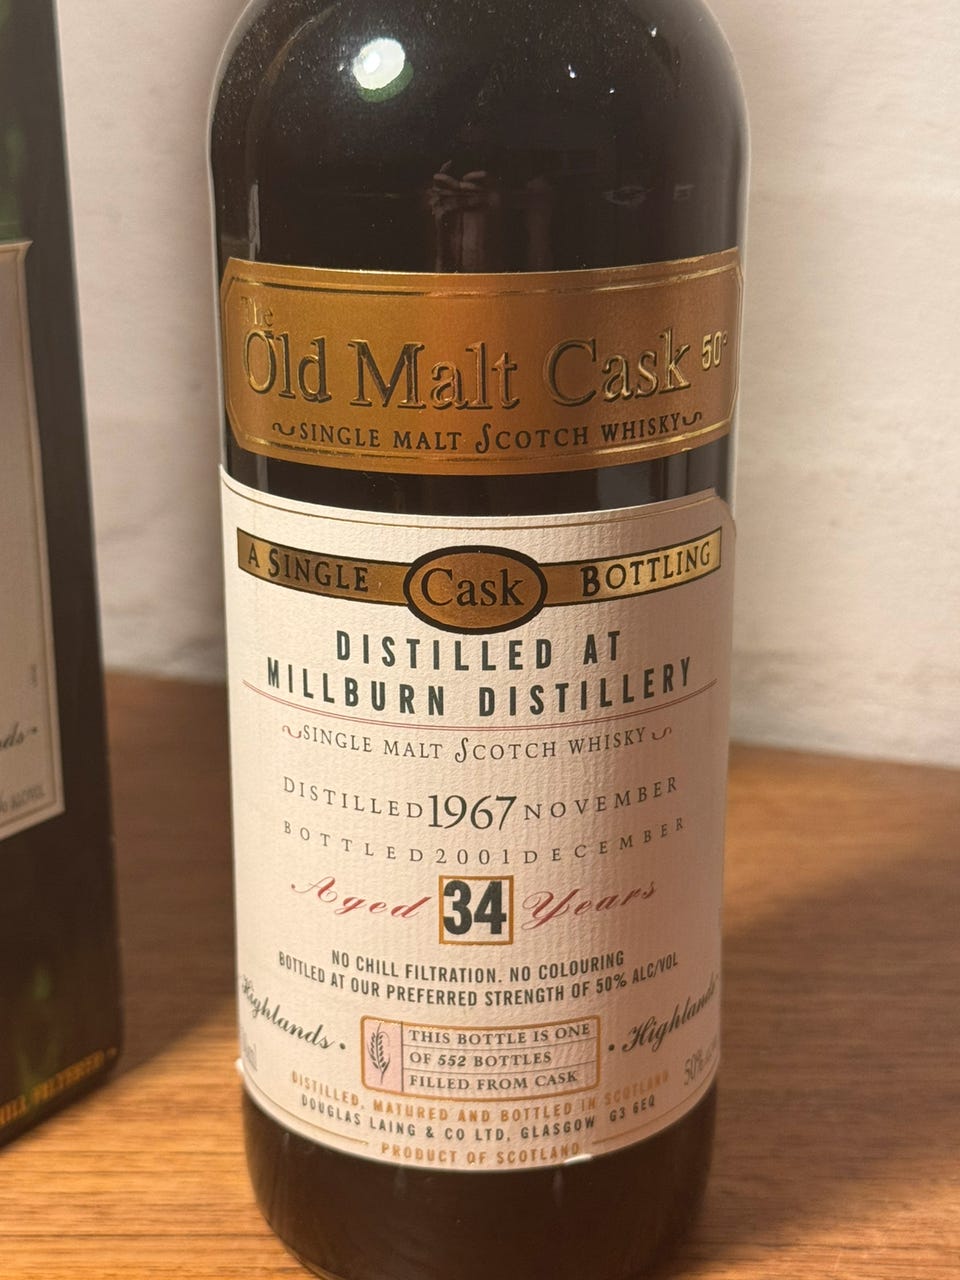 The
Old Malt Cask 50°
SINGLE MALT SCOTCH WHISKY
A SINGLE Cask BOTTLING
DISTILLED AT
MILLBURN DISTILLERY
SINGLE MALT SCOTCH WHISKY
DISTILLED 1967 NOVEMBER
BOTTLED 2001 DECEMBER
Aged 34 Years
NO CHILL FILTRATION. NO COLOURING
BOTTLED AT OUR PREFERRED STRENGTH OF 50% ALC/VOL
Highlands • • Highlands
THIS BOTTLE IS ONE
OF 552 BOTTLES
FILLED FROM CASK
50%
DISTILLED, MATURED AND BOTTLED IN SCOTLAND
DOUGLAS LAING & CO LTD, GLASGOW G3 6EQ
PRODUCT OF SCOTLAND